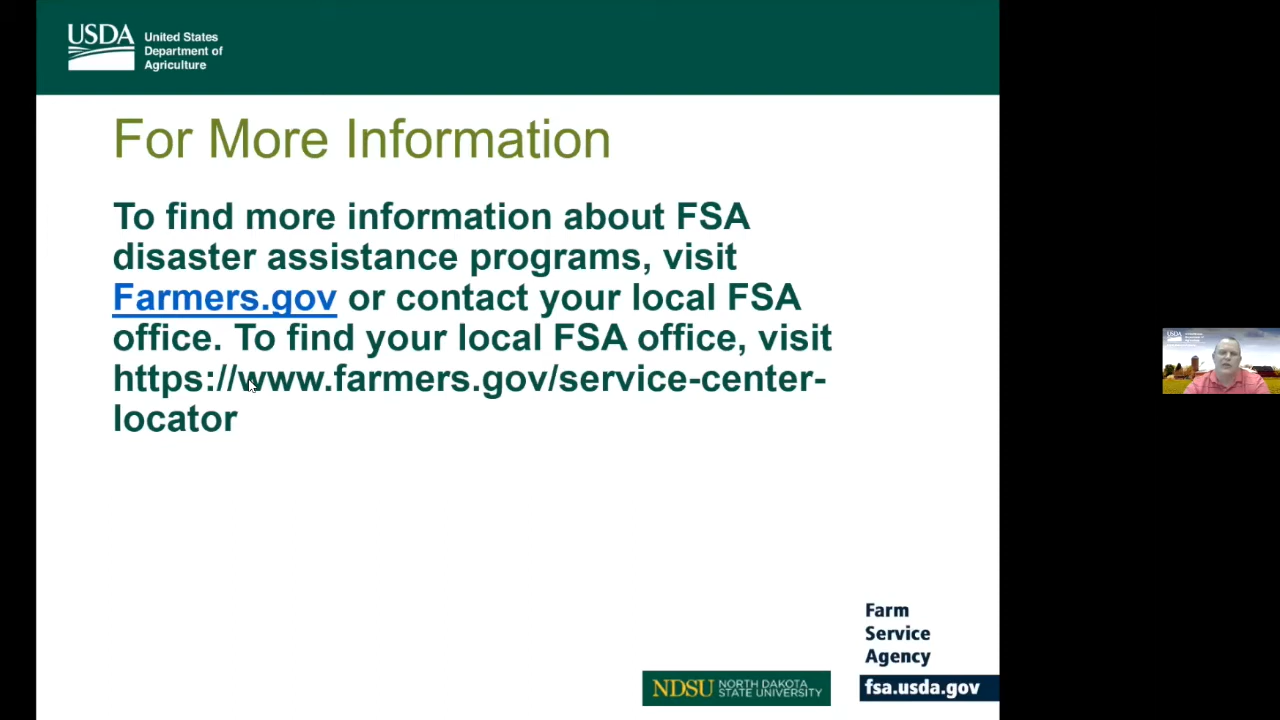 USDA
United States
Department of
Agriculture
For More Information
To find more information about FSA
disaster assistance programs, visit
Farmers.gov or contact your local FSA
office. To find your local FSA office, visit
https://www.farmers.gov/service-center-
locator
Farm
Service
Agency
fsa.usda.gov
NDSU NORTH DAKOTA
STATE UNIVERSITY